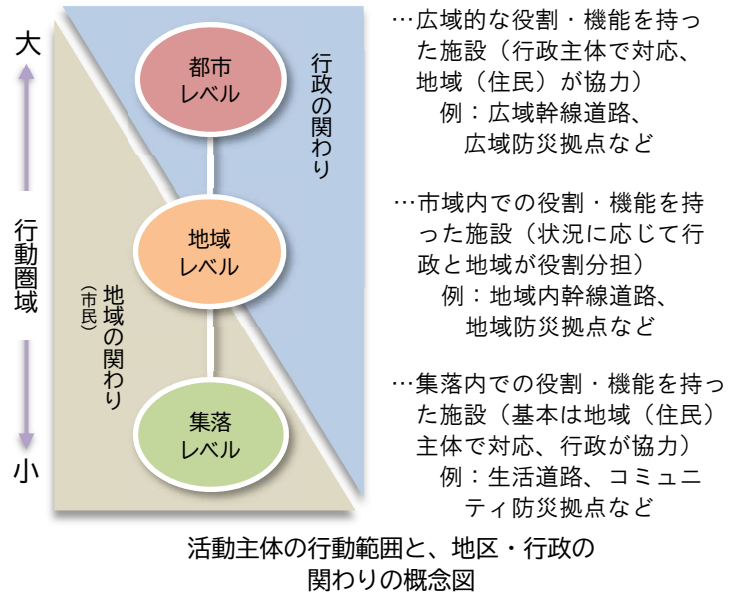 大
行動圏域
小
都市
レベル
行政の関わり
地域
レベル
地域の関わり
（市民）
集落
レベル
…広域的な役割・機能を持っ
た施設（行政主体で対応、
地域（住民）が協力）
例：広域幹線道路、
広域防災拠点など
…市域内での役割・機能を持
った施設（状況に応じて行
政と地域が役割分担）
例：地域内幹線道路、
地域防災拠点など
…集落内での役割・機能を持っ
た施設（基本は地域（住民）
主体で対応、行政が協力）
例：生活道路、コミュニ
ティ防災拠点など
活動主体の行動範囲と、地区・行政の
関わりの概念図